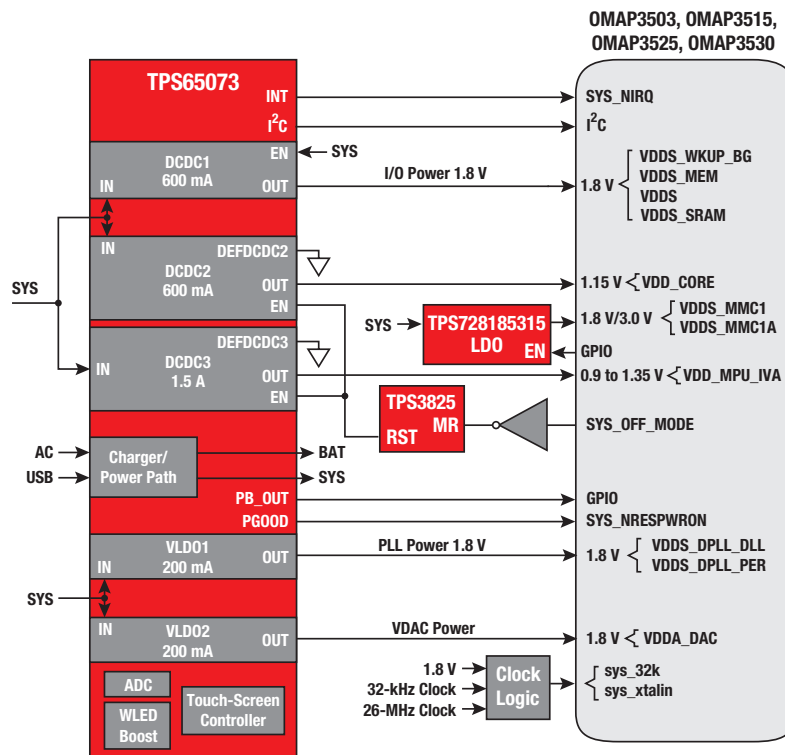 OMAP3503, OMAP3515,
OMAP3525, OMAP3530
TPS65073
INT
SYS_NIRQ
I²C
I²C
EN
SYS
DCDC1
600 mA
IN
OUT
I/O Power 1.8 V
1.8 V
VDDS_WKUP_BG
VDDS_MEM
VDDS
VDDS_SRAM
IN
DEFDCDC2
DCDC2
600 mA
OUT
EN
1.15 V
VDD_CORE
SYS
SYS
TPS728185315
LDO
EN
1.8 V/3.0 V
VDDS_MMC1
VDDS_MMC1A
GPIO
DEFDCDC3
DCDC3
1.5 A
IN
OUT
EN
0.9 to 1.35 V
VDD_MPU_IVA
TPS3825
MR
RST
SYS_OFF_MODE
AC
USB
Charger/
Power Path
BAT
SYS
PB_OUT
GPIO
PGOOD
SYS_NRESPWRON
VLDO1
200 mA
IN
OUT
PLL Power 1.8 V
1.8 V
VDDS_DPLL_DLL
VDDS_DPLL_PER
SYS
IN
VLDO2
200 mA
OUT
VDAC Power
1.8 V
VDDA_DAC
ADC
WLED
Boost
Touch-Screen
Controller
1.8 V
32-kHz Clock
26-MHz Clock
Clock
Logic
sys_32k
sys_xtalin